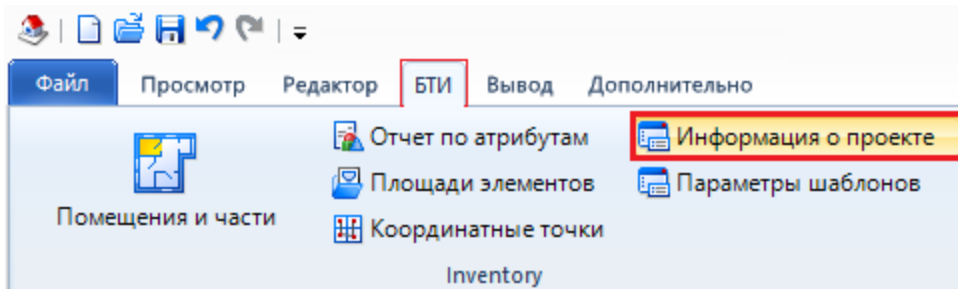 Файл Просмотр Редактор БТИ Вывод Дополнительно
Отчет по атрибутам Информация о проекте
Площади элементов Параметры шаблонов
Помещения и части
Координатные точки
Inventory